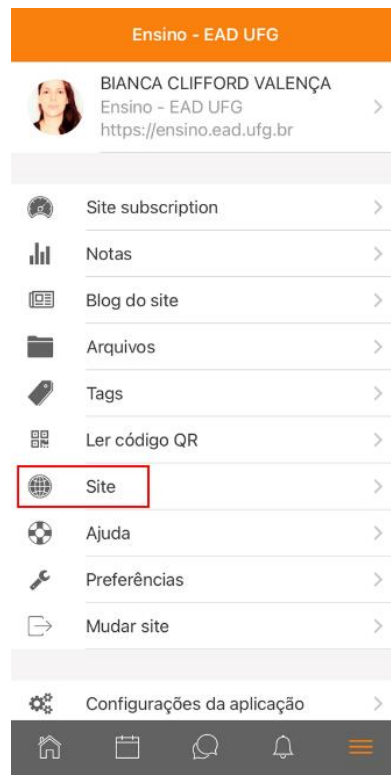 Ensino - EAD UFG
BIANCA CLIFFORD VALENÇA
Ensino - EAD UFG
https://ensino.ead.ufg.br
Site subscription
Notas
Blog do site
Arquivos
Tags
Ler código QR
Site
Ajuda
Preferências
Mudar site
Configurações da aplicação